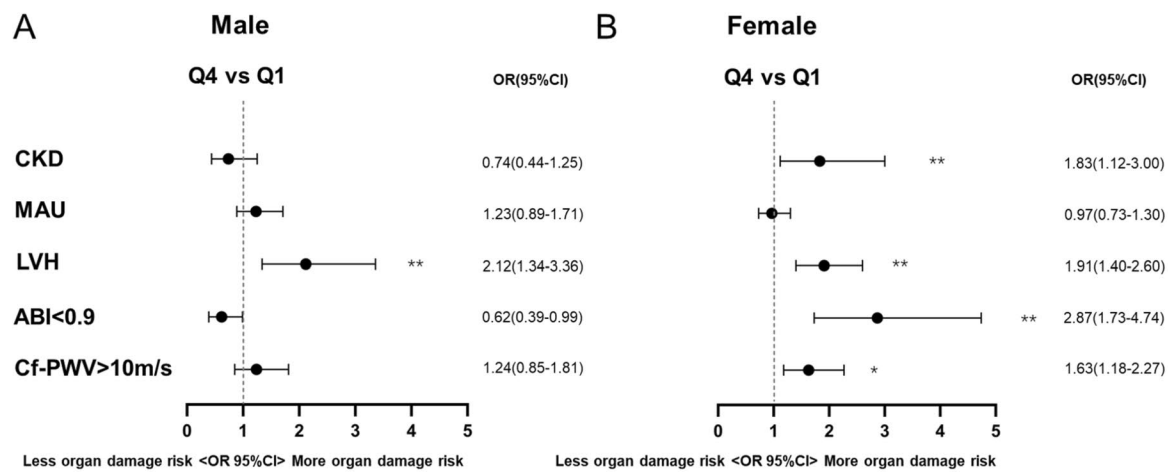 A Male
Q4 vs Q1 OR(95%CI)
CKD 0.74(0.44-1.25)
MAU 1.23(0.89-1.71)
LVH ** 2.12(1.34-3.36)
ABI<0.9 0.62(0.39-0.99)
Cf-PWV>10m/s 1.24(0.85-1.81)
0 1 2 3 4 5
Less organ damage risk <OR 95%CI> More organ damage risk
B Female
Q4 vs Q1 OR(95%CI)
** 1.83(1.12-3.00)
0.97(0.73-1.30)
** 1.91(1.40-2.60)
** 2.87(1.73-4.74)
* 1.63(1.18-2.27)
0 1 2 3 4 5
Less organ damage risk <OR 95%CI> More organ damage risk